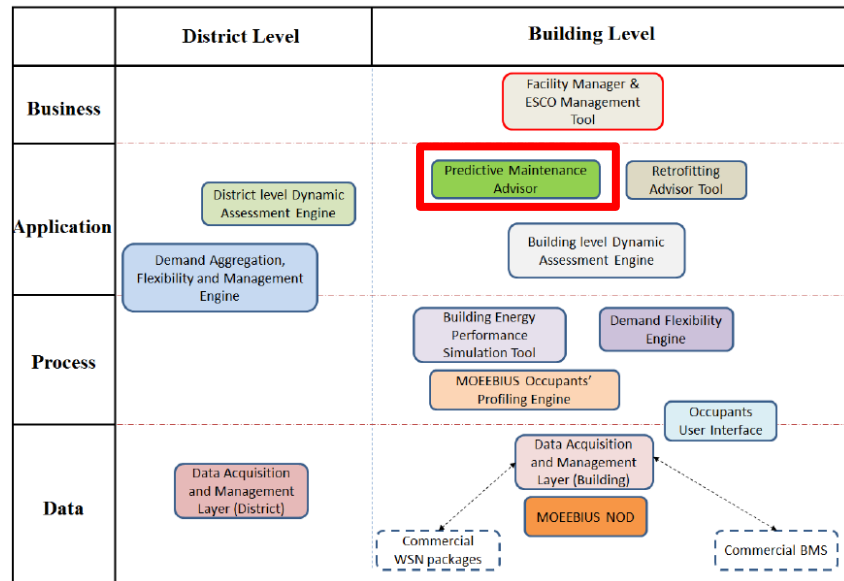 District Level
Building Level
Business
Facility Manager &
ESCO Management
Tool
Application
District level Dynamic
Assessment Engine
Demand Aggregation,
Flexibility and Management
Engine
Predictive Maintenance
Advisor
Retrofitting
Advisor Tool
Building level Dynamic
Assessment Engine
Process
Building Energy
Performance
Simulation Tool
Demand Flexibility
Engine
MOEEBIUS Occupants'
Profiling Engine
Occupants
User Interface
Data
Data Acquisition
and Management
Layer (District)
Data Acquisition
and Management
Layer (Building)
MOEEBIUS NOD
Commercial
WSN packages
Commercial BMS